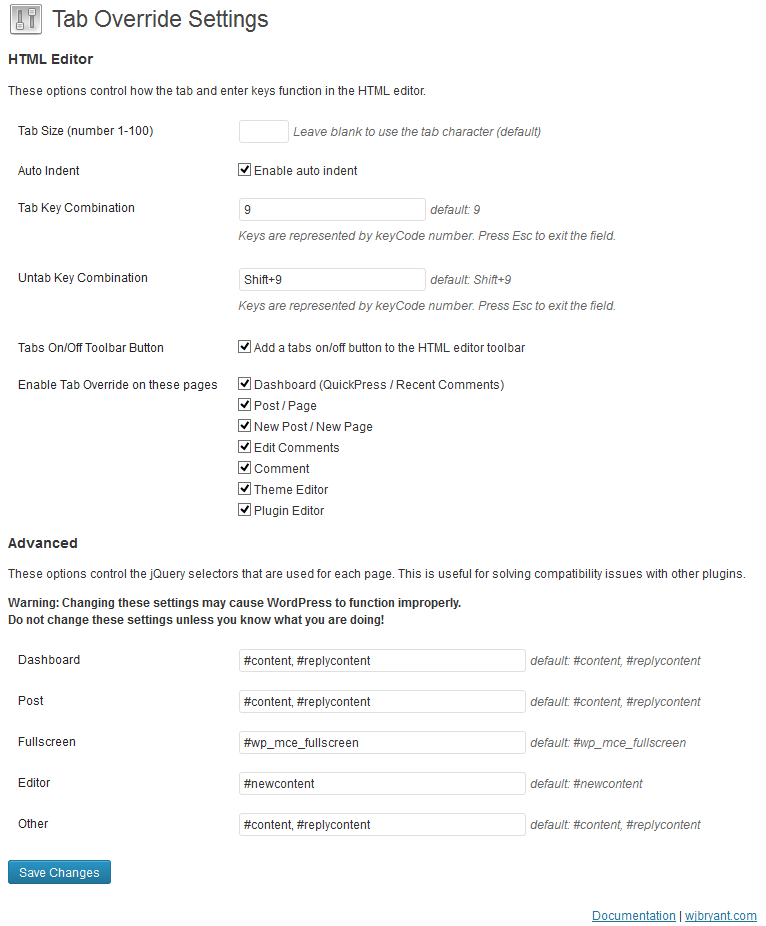 Tab Override Settings
HTML Editor
These options control how the tab and enter keys function in the HTML editor.
Tab Size (number 1-100) Leave blank to use the tab character (default)
Auto Indent Enable auto indent
Tab Key Combination 9 default: 9
Keys are represented by keyCode number. Press Esc to exit the field.
Untab Key Combination Shift+9 default: Shift+9
Keys are represented by keyCode number. Press Esc to exit the field.
Tabs On/Off Toolbar Button Add a tabs on/off button to the HTML editor toolbar
Enable Tab Override on these pages Dashboard (QuickPress / Recent Comments)
Post / Page
New Post / New Page
Edit Comments
Comment
Theme Editor
Plugin Editor
Advanced
These options control the jQuery selectors that are used for each page. This is useful for solving compatibility issues with other plugins.
Warning: Changing these settings may cause WordPress to function improperly.
Do not change these settings unless you know what you are doing!
Dashboard #content, #replycontent default: #content, #replycontent
Post #content, #replycontent default: #content, #replycontent
Fullscreen #wp_mce_fullscreen default: #wp_mce_fullscreen
Editor #newcontent default: #newcontent
Other #content, #replycontent default: #content, #replycontent
Save Changes
Documentation | wjbryant.com